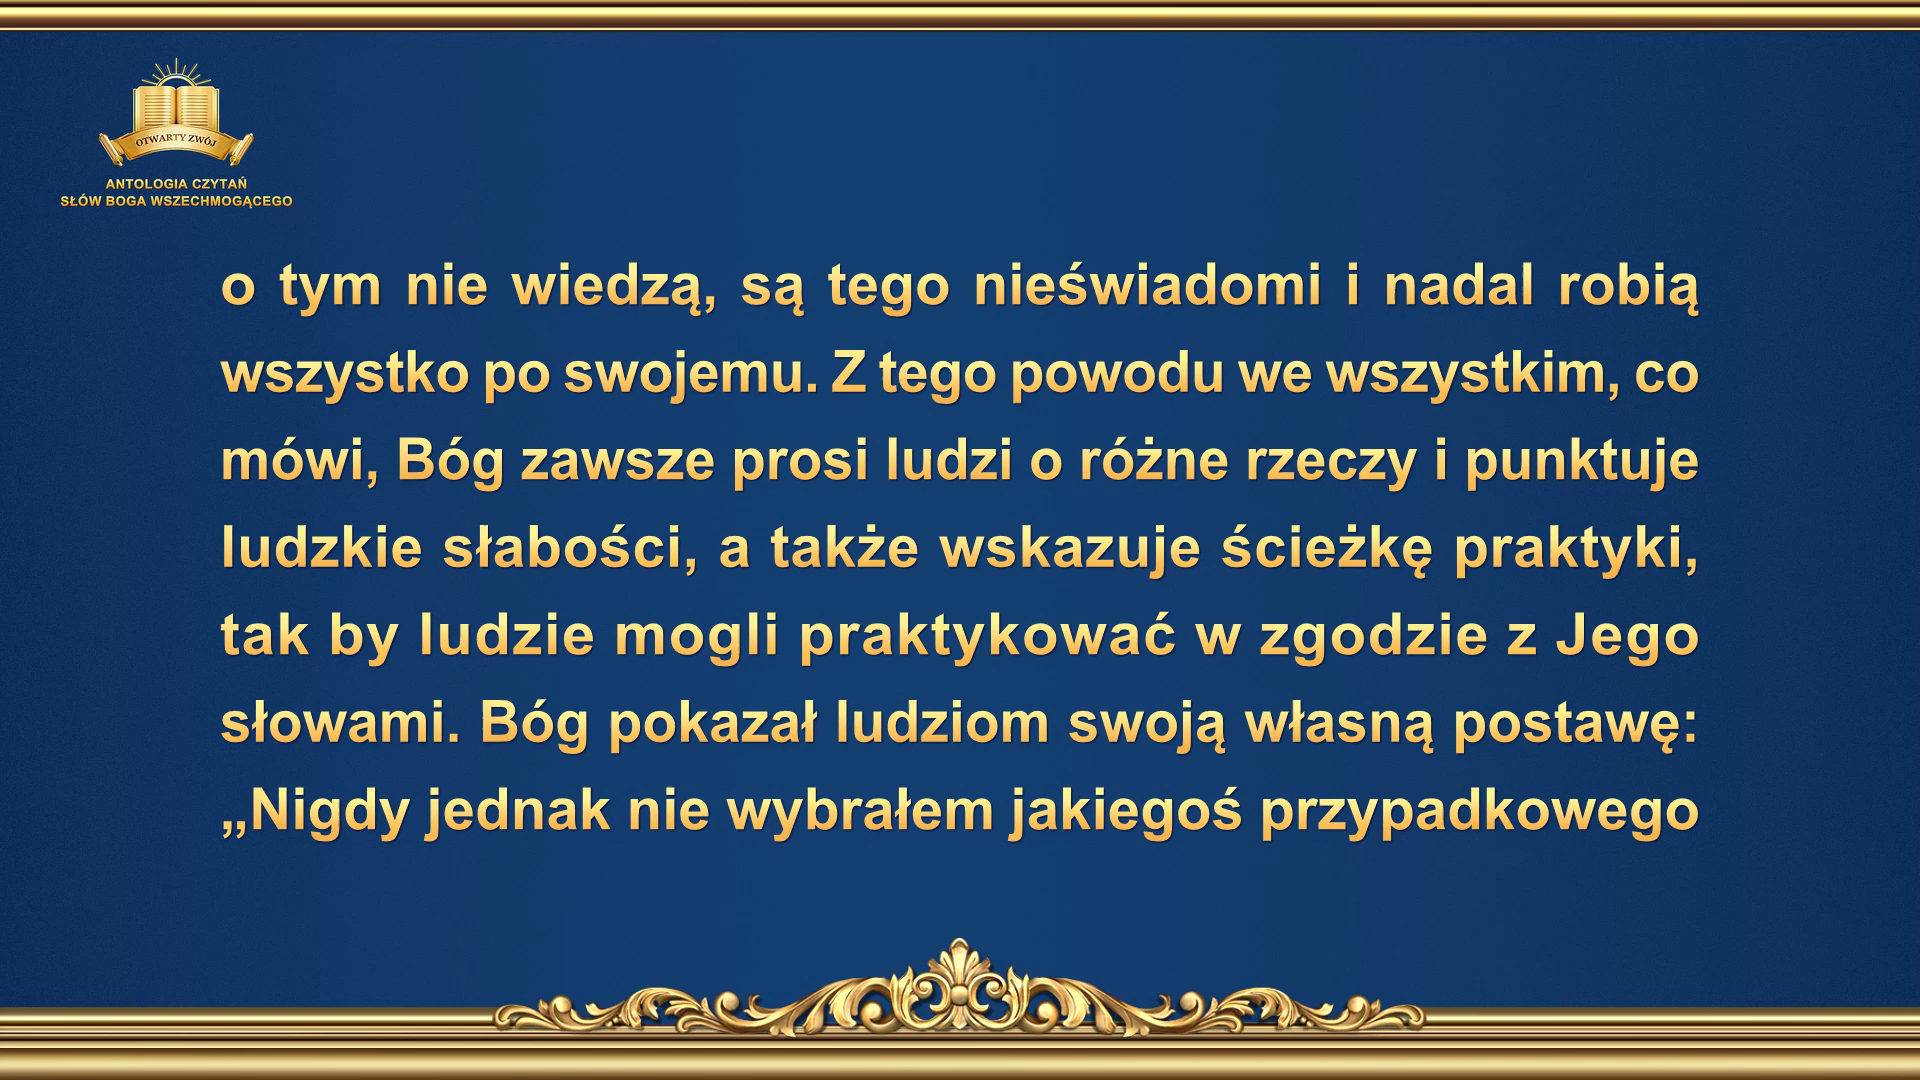 OTWARTY ZWÓJ
ANTOLOGIA CZYTAŃ
SŁÓW BOGA WSZECHMOGĄCEGO
o tym nie wiedzą, są tego nieświadomi i nadal robią
wszystko po swojemu. Z tego powodu we wszystkim, co
mówi, Bóg zawsze prosi ludzi o różne rzeczy i punktuje
ludzkie słabości, a także wskazuje ścieżkę praktyki,
tak by ludzie mogli praktykować w zgodzie z Jego
słowami. Bóg pokazał ludziom swoją własną postawę:
„Nigdy jednak nie wybrałem jakiegoś przypadkowego